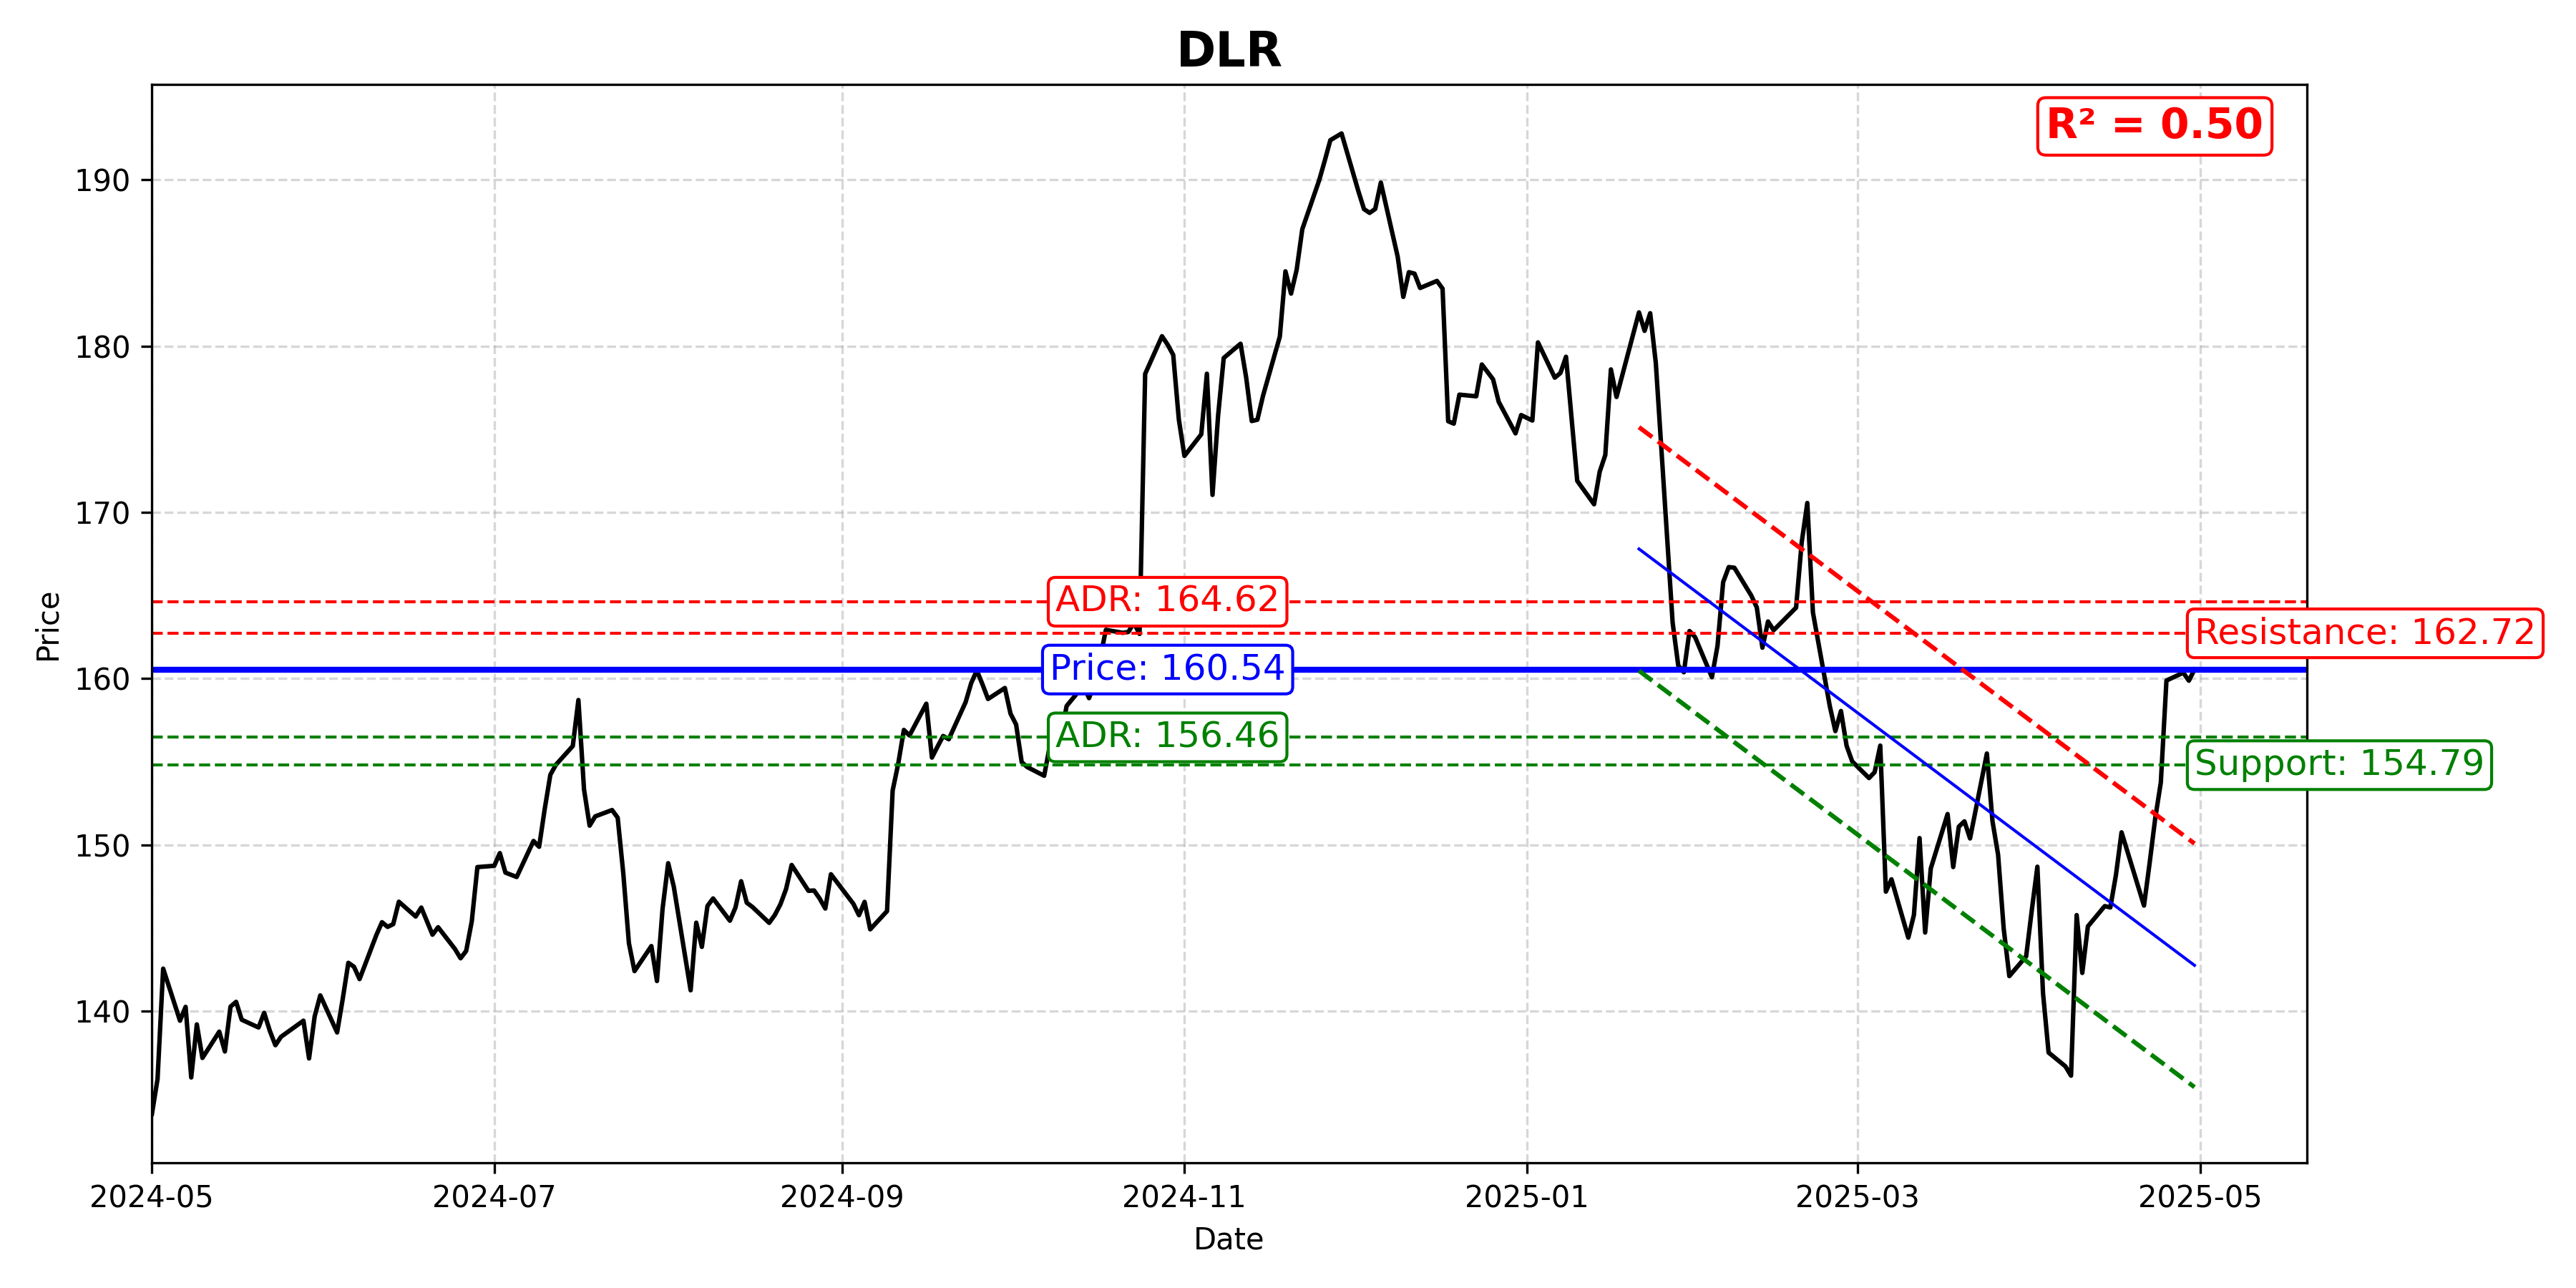 DLR
R² = 0.50
190
180
170
160
150
140
Price
ADR: 164.62
Resistance: 162.72
Price: 160.54
ADR: 156.46
Support: 154.79
2024-05
2024-07
2024-09
2024-11
2025-01
2025-03
2025-05
Date